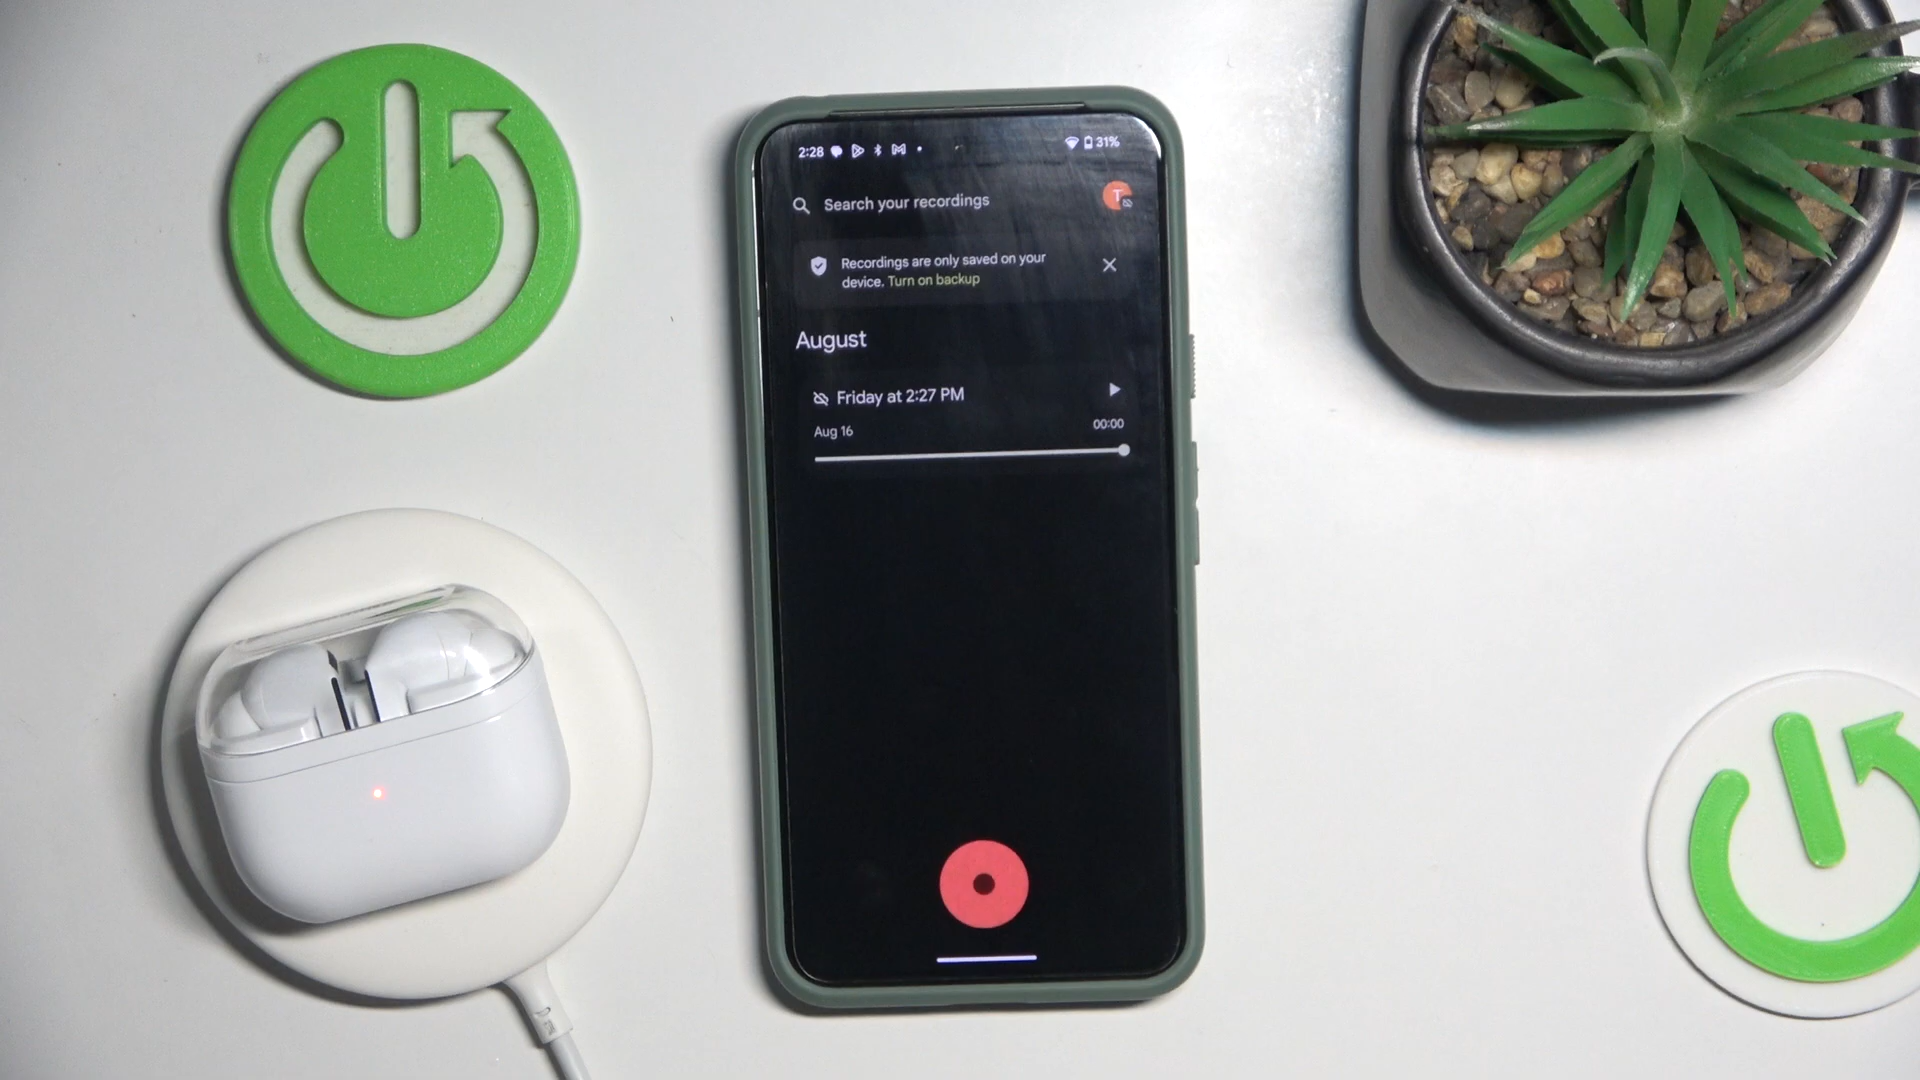 2:28
31%
Search your recordings
T
Recordings are only saved on your
device. Turn on backup
August
Friday at 2:27 PM
Aug 16
00:00